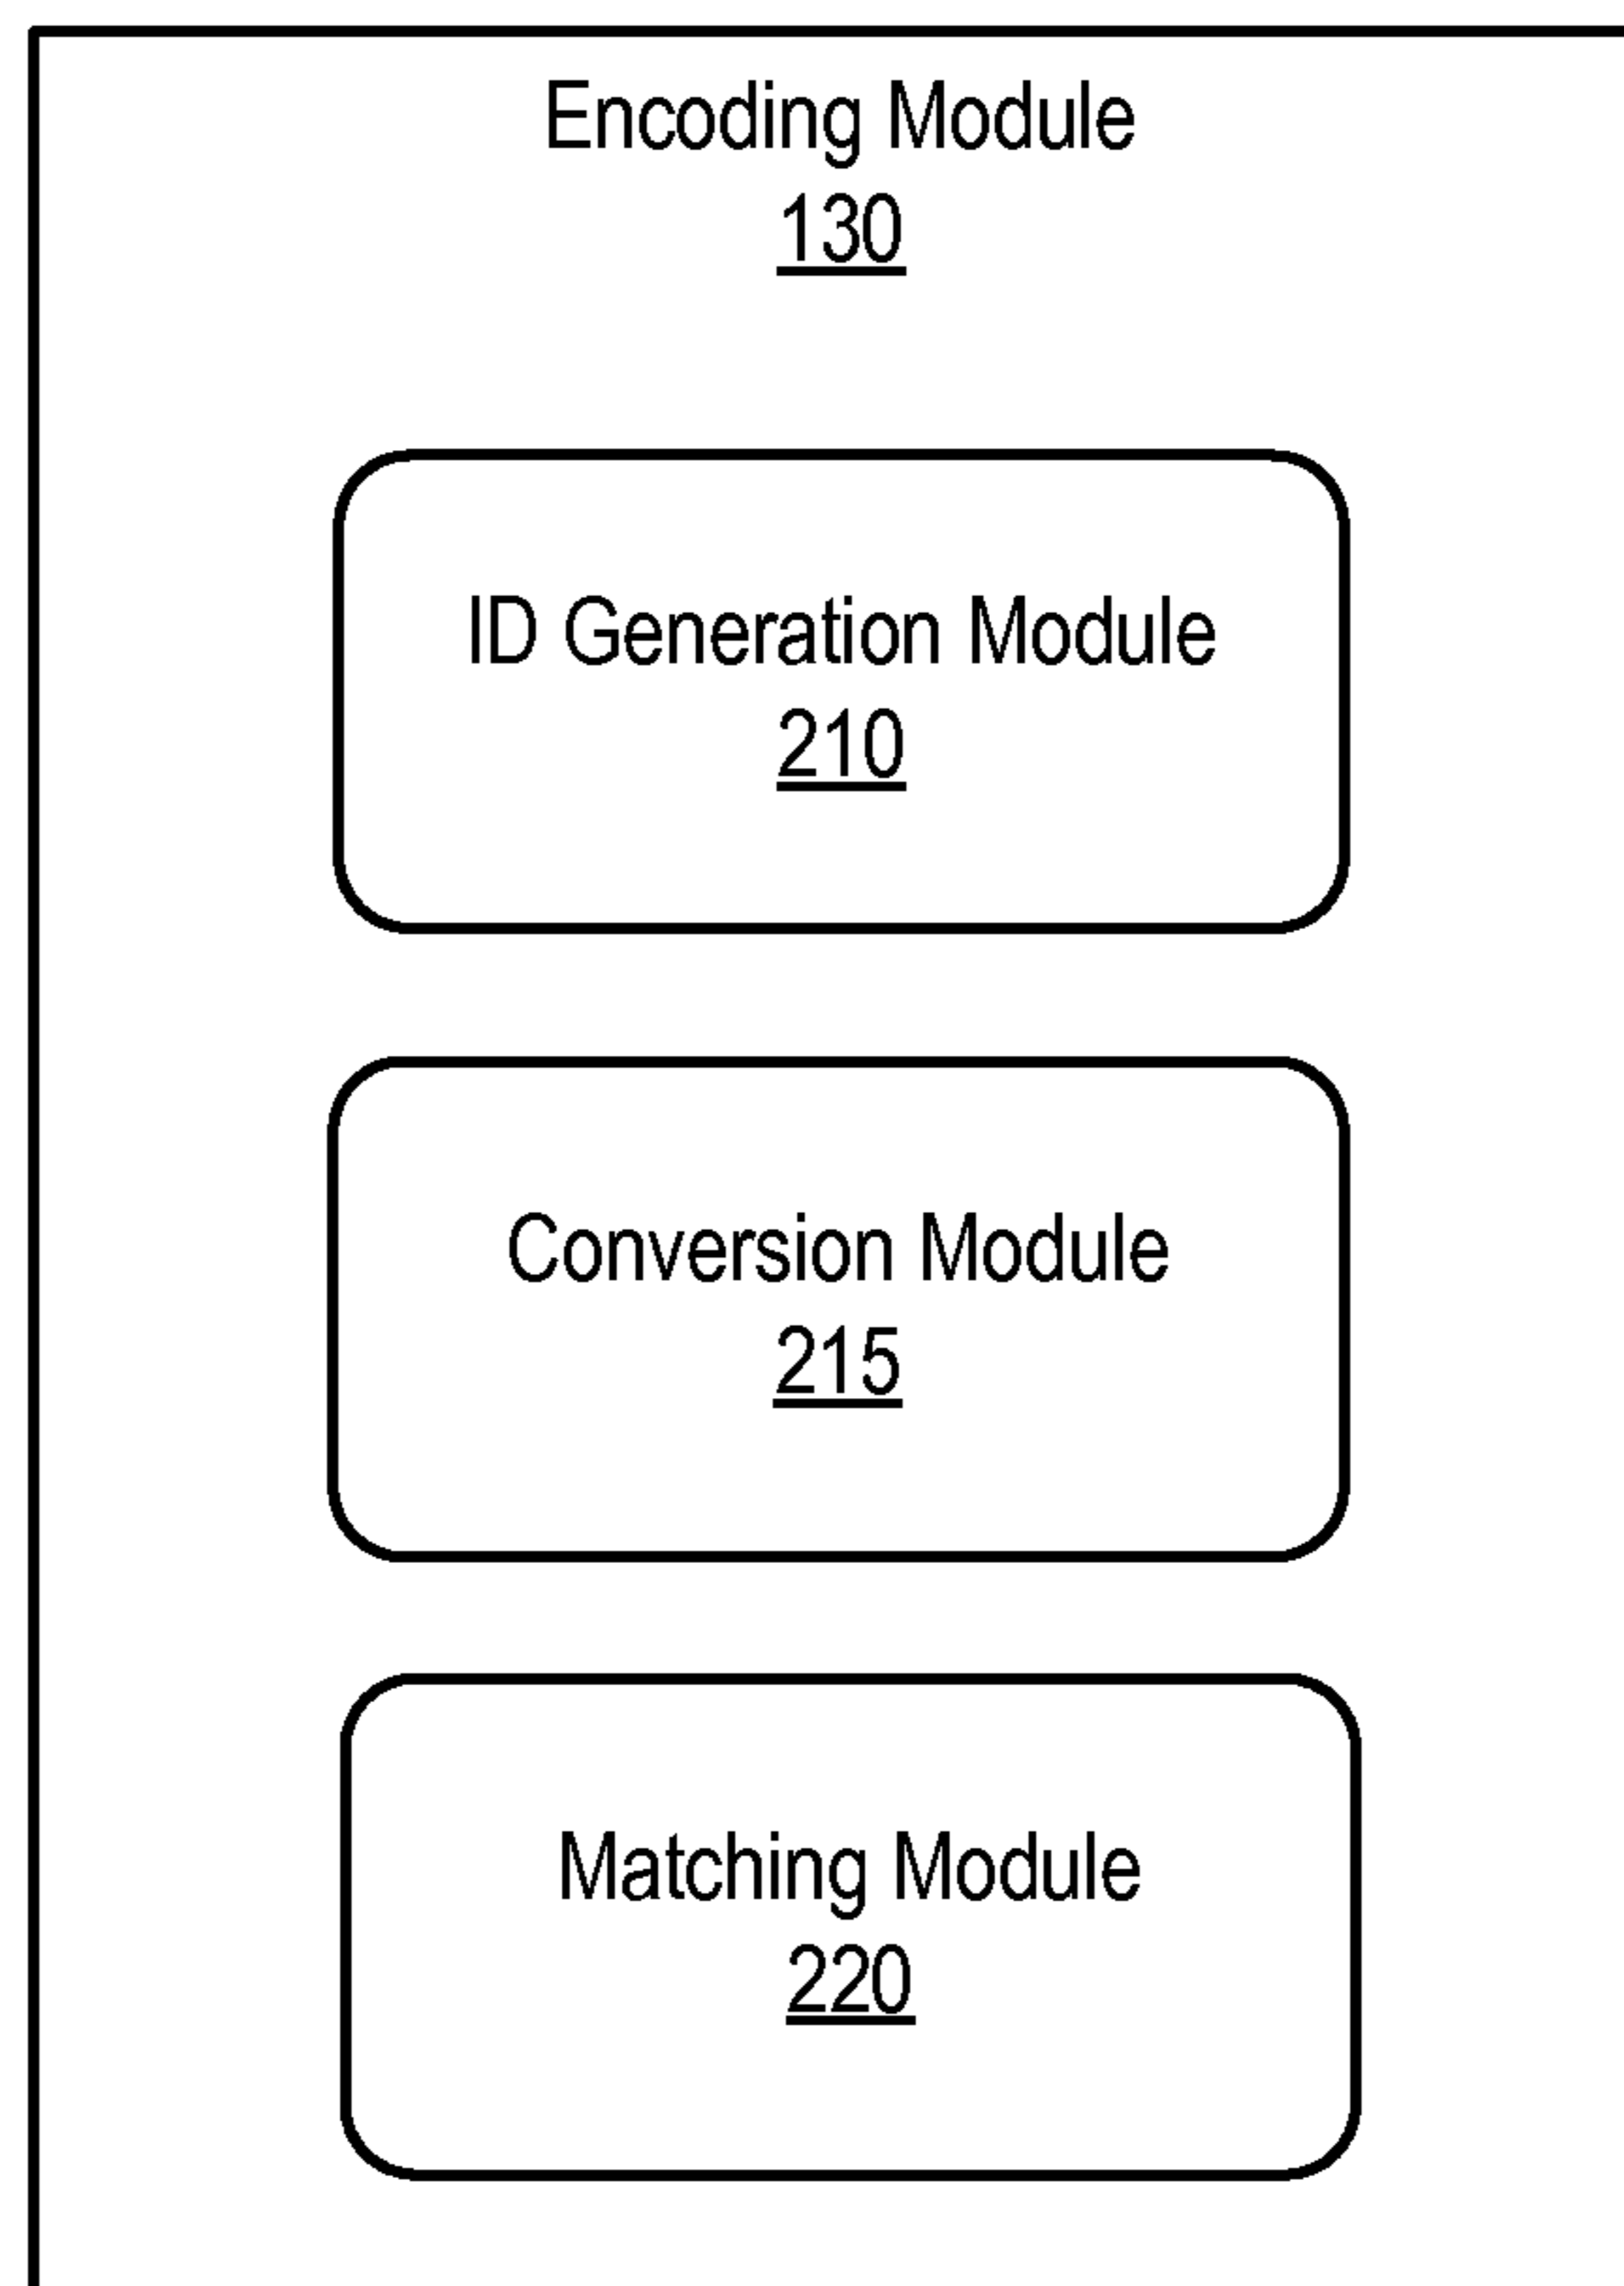 Encoding Module
130
ID Generation Module
210
Conversion Module
215
Matching Module
220